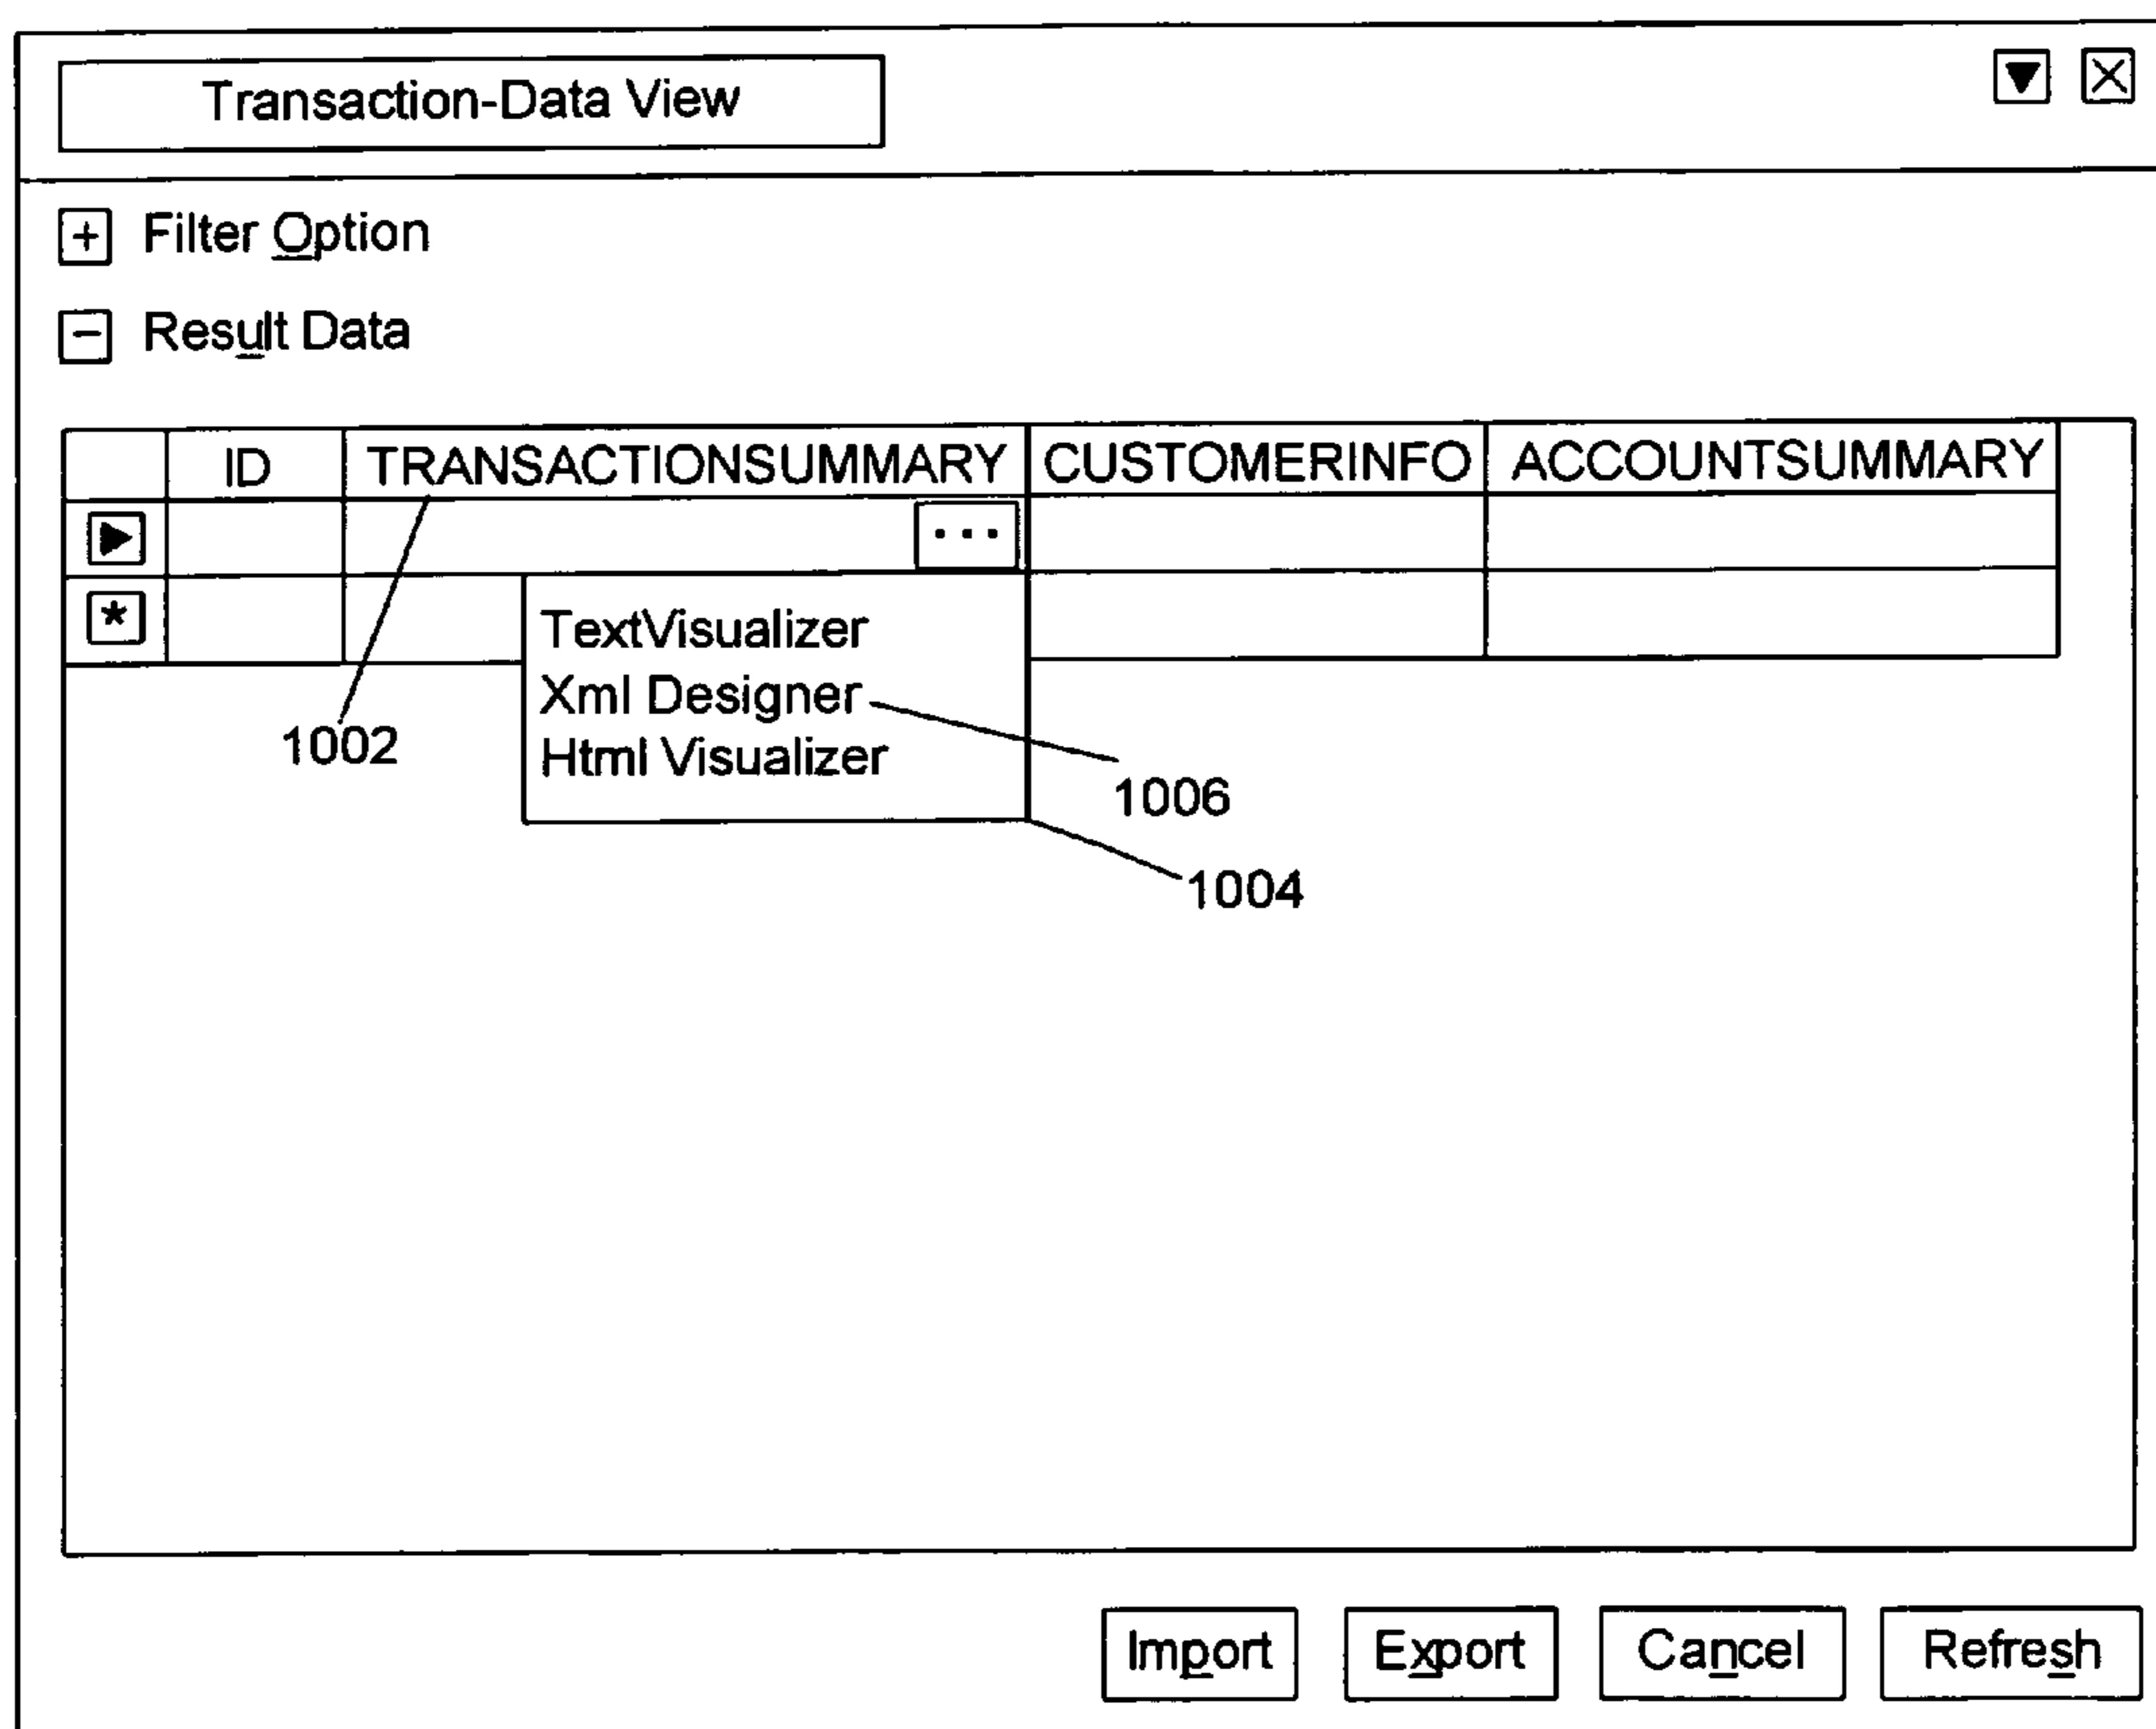 Transaction-Data View
Filter Option
Result Data
ID TRANSACTIONSUMMARY CUSTOMERINFO ACCOUNTSUMMARY
...
*
TextVisualizer
Xml Designer
Html Visualizer
1002
1006
1004
Import Export Cancel Refresh